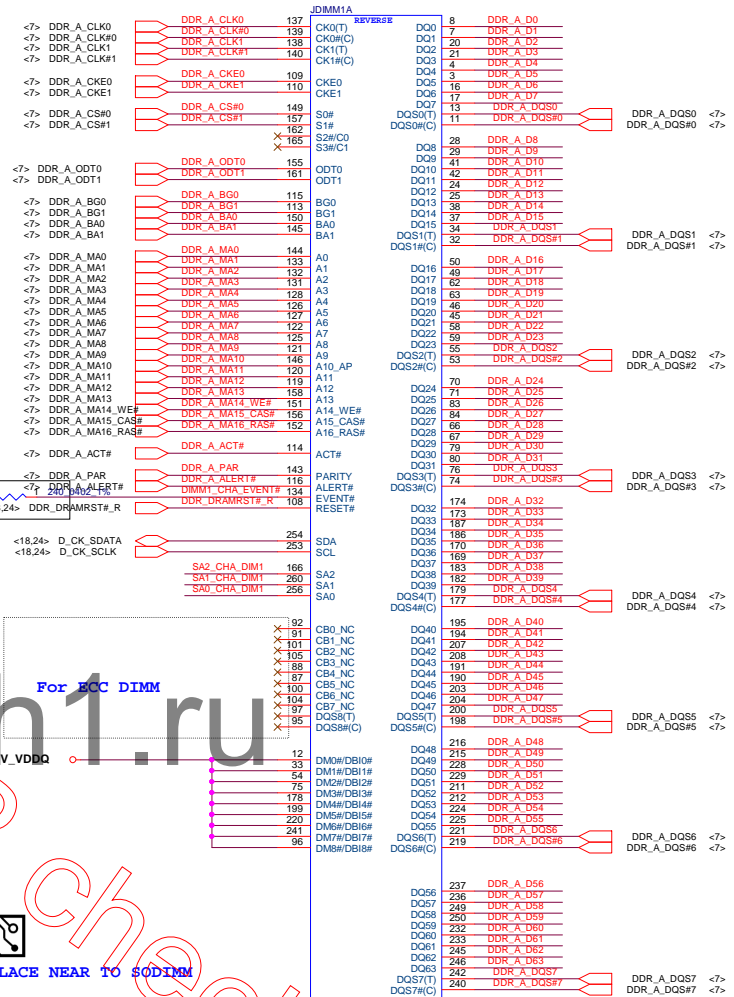 JDIMM1A
REVERSE
<7> DDR_A_CLK0 DDR_A_CLK0 137 CK0(T)
<7> DDR_A_CLK#0 DDR_A_CLK#0 139 CK0#(C)
<7> DDR_A_CLK1 DDR_A_CLK1 138 CK1(T)
<7> DDR_A_CLK#1 DDR_A_CLK#1 140 CK1#(C)
<7> DDR_A_CKE0 DDR_A_CKE0 109 CKE0
<7> DDR_A_CKE1 DDR_A_CKE1 110 CKE1
<7> DDR_A_CS#0 DDR_A_CS#0 149 S0#
<7> DDR_A_CS#1 DDR_A_CS#1 157 S1#
162 S2#/C0
165 S3#/C1
<7> DDR_A_ODT0 DDR_A_ODT0 155 ODT0
<7> DDR_A_ODT1 DDR_A_ODT1 161 ODT1
<7> DDR_A_BG0 DDR_A_BG0 115 BG0
<7> DDR_A_BG1 DDR_A_BG1 113 BG1
<7> DDR_A_BA0 DDR_A_BA0 150 BA0
<7> DDR_A_BA1 DDR_A_BA1 145 BA1
<7> DDR_A_MA0 DDR_A_MA0 144 A0
<7> DDR_A_MA1 DDR_A_MA1 133 A1
<7> DDR_A_MA2 DDR_A_MA2 132 A2
<7> DDR_A_MA3 DDR_A_MA3 131 A3
<7> DDR_A_MA4 DDR_A_MA4 128 A4
<7> DDR_A_MA5 DDR_A_MA5 126 A5
<7> DDR_A_MA6 DDR_A_MA6 127 A6
<7> DDR_A_MA7 DDR_A_MA7 122 A7
<7> DDR_A_MA8 DDR_A_MA8 125 A8
<7> DDR_A_MA9 DDR_A_MA9 121 A9
<7> DDR_A_MA10 DDR_A_MA10 146 A10_AP
<7> DDR_A_MA11 DDR_A_MA11 120 A11
<7> DDR_A_MA12 DDR_A_MA12 119 A12
<7> DDR_A_MA13 DDR_A_MA13 158 A13
<7> DDR_A_MA14_WE# DDR_A_MA14_WE# 151 A14_WE#
<7> DDR_A_MA15_CAS# DDR_A_MA15_CAS# 156 A15_CAS#
<7> DDR_A_MA16_RAS# DDR_A_MA16_RAS# 152 A16_RAS#
<7> DDR_A_ACT# DDR_A_ACT# 114 ACT#
<7> DDR_A_PAR DDR_A_PAR 143 PARITY
<7> DDR_A_ALERT# DDR_A_ALERT# 116 ALERT#
1 240_0402_1% DIMM1_CHA_EVENT# 134 EVENT#
,24> DDR_DRAMRST#_R DDR_DRAMRST#_R 108 RESET#
<18,24> D_CK_SDATA 254 SDA
<18,24> D_CK_SCLK 253 SCL
SA2_CHA_DIM1 166 SA2
SA1_CHA_DIM1 260 SA1
SA0_CHA_DIM1 256 SA0
92 CB0_NC
91 CB1_NC
101 CB2_NC
105 CB3_NC
88 CB4_NC
87 CB5_NC
100 CB6_NC
104 CB7_NC
97 DQS8(T)
95 DQS8#(C)
For ECC DIMM
V_VDDQ
12 DM0#/DBI0#
33 DM1#/DBI1#
54 DM2#/DBI2#
75 DM3#/DBI3#
178 DM4#/DBI4#
199 DM5#/DBI5#
220 DM6#/DBI6#
241 DM7#/DBI7#
96 DM8#/DBI8#
LACE NEAR TO SODIMM
DQ0 8 DDR_A_D0
DQ1 7 DDR_A_D1
DQ2 20 DDR_A_D2
DQ3 21 DDR_A_D3
DQ4 4 DDR_A_D4
DQ5 3 DDR_A_D5
DQ6 16 DDR_A_D6
DQ7 17 DDR_A_D7
DQS0(T) 13 DDR_A_DQS0 DDR_A_DQS0 <7>
DQS0#(C) 11 DDR_A_DQS#0 DDR_A_DQS#0 <7>
DQ8 28 DDR_A_D8
DQ9 29 DDR_A_D9
DQ10 41 DDR_A_D10
DQ11 42 DDR_A_D11
DQ12 24 DDR_A_D12
DQ13 25 DDR_A_D13
DQ14 38 DDR_A_D14
DQ15 37 DDR_A_D15
DQS1(T) 34 DDR_A_DQS1 DDR_A_DQS1 <7>
DQS1#(C) 32 DDR_A_DQS#1 DDR_A_DQS#1 <7>
DQ16 50 DDR_A_D16
DQ17 49 DDR_A_D17
DQ18 62 DDR_A_D18
DQ19 63 DDR_A_D19
DQ20 46 DDR_A_D20
DQ21 45 DDR_A_D21
DQ22 58 DDR_A_D22
DQ23 59 DDR_A_D23
DQS2(T) 55 DDR_A_DQS2 DDR_A_DQS2 <7>
DQS2#(C) 53 DDR_A_DQS#2 DDR_A_DQS#2 <7>
DQ24 70 DDR_A_D24
DQ25 71 DDR_A_D25
DQ26 83 DDR_A_D26
DQ27 84 DDR_A_D27
DQ28 66 DDR_A_D28
DQ29 67 DDR_A_D29
DQ30 79 DDR_A_D30
DQ31 80 DDR_A_D31
DQS3(T) 76 DDR_A_DQS3 DDR_A_DQS3 <7>
DQS3#(C) 74 DDR_A_DQS#3 DDR_A_DQS#3 <7>
DQ32 174 DDR_A_D32
DQ33 173 DDR_A_D33
DQ34 187 DDR_A_D34
DQ35 186 DDR_A_D35
DQ36 170 DDR_A_D36
DQ37 169 DDR_A_D37
DQ38 183 DDR_A_D38
DQ39 182 DDR_A_D39
DQS4(T) 179 DDR_A_DQS4 DDR_A_DQS4 <7>
DQS4#(C) 177 DDR_A_DQS#4 DDR_A_DQS#4 <7>
DQ40 195 DDR_A_D40
DQ41 194 DDR_A_D41
DQ42 207 DDR_A_D42
DQ43 208 DDR_A_D43
DQ44 191 DDR_A_D44
DQ45 190 DDR_A_D45
DQ46 203 DDR_A_D46
DQ47 204 DDR_A_D47
DQS5(T) 200 DDR_A_DQS5 DDR_A_DQS5 <7>
DQS5#(C) 198 DDR_A_DQS#5 DDR_A_DQS#5 <7>
DQ48 216 DDR_A_D48
DQ49 215 DDR_A_D49
DQ50 228 DDR_A_D50
DQ51 229 DDR_A_D51
DQ52 211 DDR_A_D52
DQ53 212 DDR_A_D53
DQ54 224 DDR_A_D54
DQ55 225 DDR_A_D55
DQS6(T) 221 DDR_A_DQS6 DDR_A_DQS6 <7>
DQS6#(C) 219 DDR_A_DQS#6 DDR_A_DQS#6 <7>
DQ56 237 DDR_A_D56
DQ57 236 DDR_A_D57
DQ58 249 DDR_A_D58
DQ59 250 DDR_A_D59
DQ60 232 DDR_A_D60
DQ61 233 DDR_A_D61
DQ62 245 DDR_A_D62
DQ63 246 DDR_A_D63
DQS7(T) 242 DDR_A_DQS7 DDR_A_DQS7 <7>
DQS7#(C) 240 DDR_A_DQS#7 DDR_A_DQS#7 <7>
n1.ru